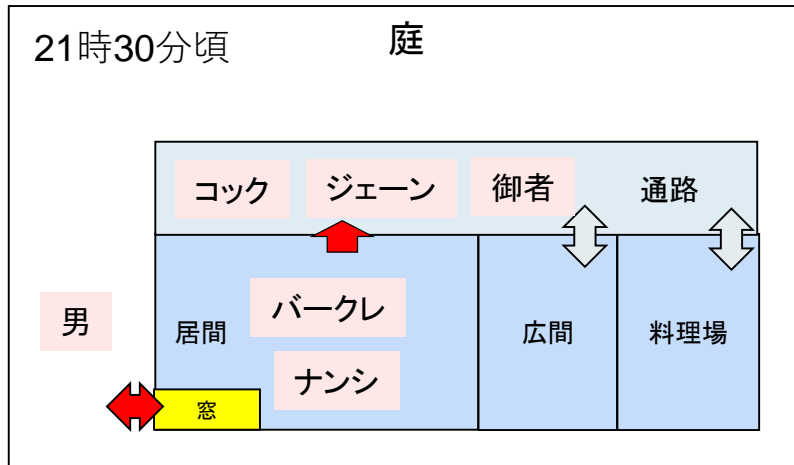 21時30分頃
庭
コック
ジェーン
御者
通路
男
居間
バークレ
ナンシ
広間
料理場
窓